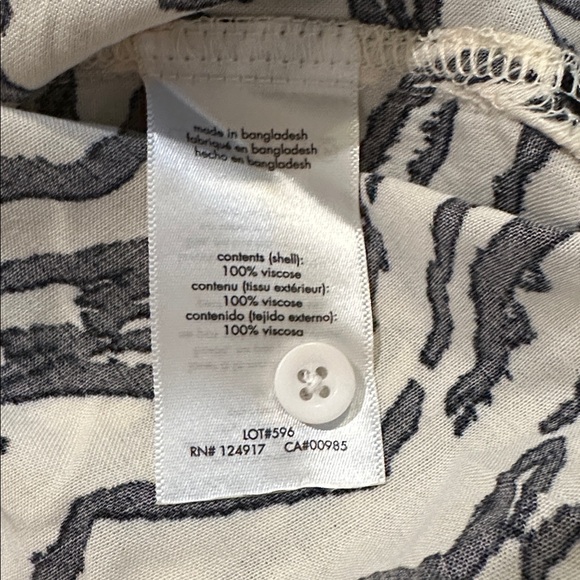 made in bangladesh
fabriqué en bangladesh
hecho en bangladesh
contents (shell):
100% viscose
contenu (tissu extérieur):
100% viscose
contenido (tejido externo):
100% viscosa
LOT#596
RN# 124917 CA#00985